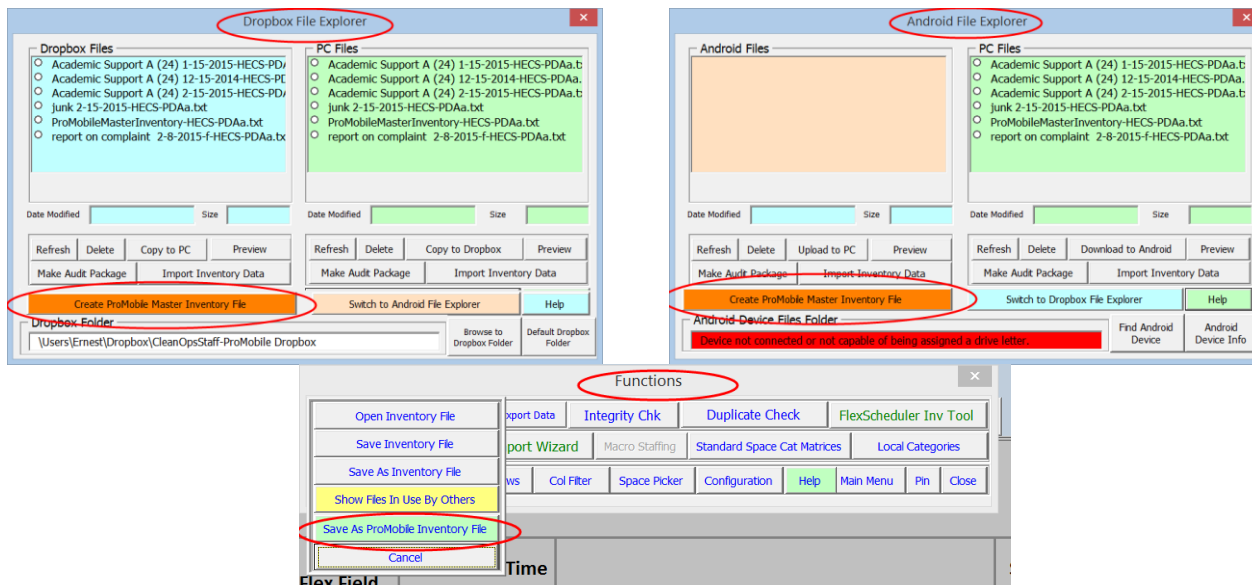 Dropbox File Explorer
Dropbox Files
Academic Support A (24) 1-15-2015-HECS-PDA
Academic Support A (24) 12-15-2014-HECS-PD
Academic Support A (24) 2-15-2015-HECS-PDA
junk 2-15-2015-HECS-PDAa.txt
ProMobileMasterInventory-HECS-PDAa.txt
report on complaint 2-8-2015-f-HECS-PDAa.tx
PC Files
Academic Support A (24) 1-15-2015-HECS-PDAa.t
Academic Support A (24) 12-15-2014-HECS-PDAa.
Academic Support A (24) 2-15-2015-HECS-PDAa.t
junk 2-15-2015-HECS-PDAa.txt
ProMobileMasterInventory-HECS-PDAa.txt
report on complaint 2-8-2015-f-HECS-PDAa.txt
Date Modified Size
Date Modified Size
Refresh Delete Copy to PC Preview
Refresh Delete Copy to Dropbox Preview
Make Audit Package Import Inventory Data
Make Audit Package Import Inventory Data
Create ProMobile Master Inventory File
Switch to Android File Explorer
Help
Dropbox Folder
\Users\Ernest\Dropbox\CleanOpsStaff-ProMobile Dropbox
Browse to
Dropbox Folder
Default Dropbox
Folder
Android File Explorer
Android Files
PC Files
Academic Support A (24) 1-15-2015-HECS-PDAa.t
Academic Support A (24) 12-15-2014-HECS-PDAa.
Academic Support A (24) 2-15-2015-HECS-PDAa.t
junk 2-15-2015-HECS-PDAa.txt
ProMobileMasterInventory-HECS-PDAa.txt
report on complaint 2-8-2015-f-HECS-PDAa.txt
Date Modified Size
Date Modified Size
Refresh Delete Upload to PC Preview
Refresh Delete Download to Android Preview
Make Audit Package Import Inventory Data
Make Audit Package Import Inventory Data
Create ProMobile Master Inventory File
Switch to Dropbox File Explorer
Help
Android Device Files Folder
Device not connected or not capable of being assigned a drive letter.
Find Android
Device
Android
Device Info
Functions
Open Inventory File
Save Inventory File
Save As Inventory File
Show Files In Use By Others
Save As ProMobile Inventory File
Cancel
xport Data Integrity Chk Duplicate Check FlexScheduler Inv Tool
port Wizard Macro Staffing Standard Space Cat Matrices Local Categories
ws Col Filter Space Picker Configuration Help Main Menu Pin Close
Time
Flex Field